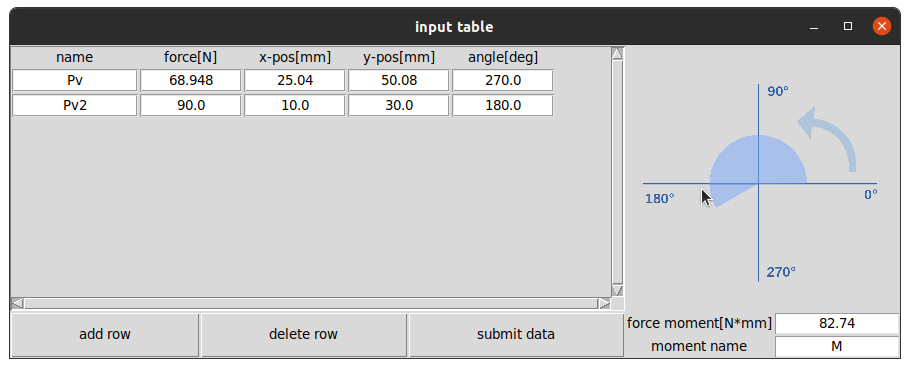 input table
name force[N] x-pos[mm] y-pos[mm] angle[deg]
Pv 68.948 25.04 50.08 270.0
Pv2 90.0 10.0 30.0 180.0
90°
180° 0°
270°
add row delete row submit data
force moment[N*mm] 82.74
moment name M